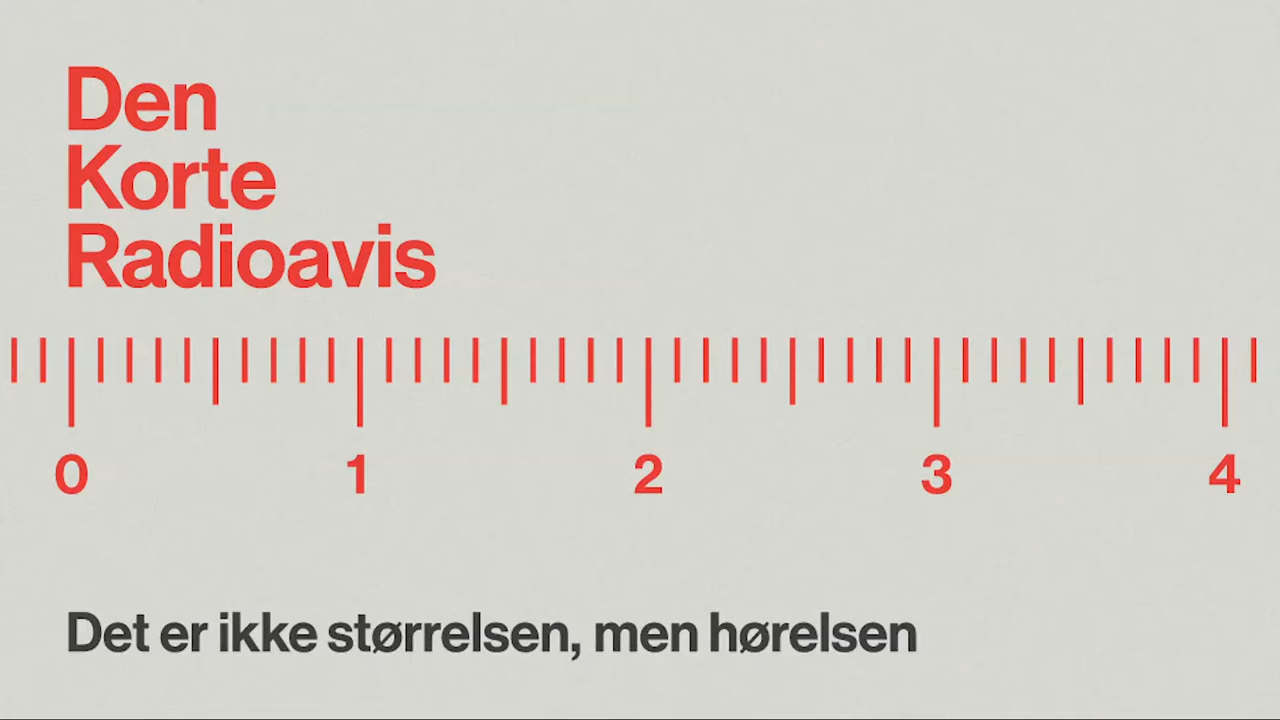 Den
Korte
Radioavis
0 1 2 3 4
Det er ikke størrelsen, men hørelsen